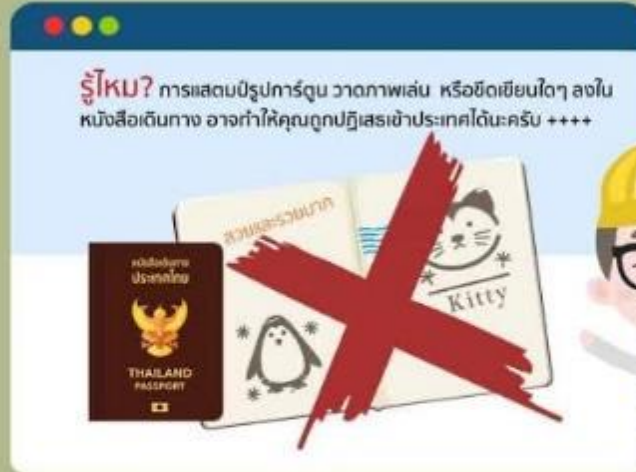 รู้ไหม? การแสตมป์รูปการ์ตูน วาดภาพเล่น หรือขีดเขียนใดๆ ลงใน
หนังสือเดินทาง อาจทำให้คุณถูกปฏิเสธเข้าประเทศได้นะครับ ++++
สวยและรวยมาก
Kitty
หนังสือเดินทาง
ประเทศไทย
THAILAND
PASSPORT